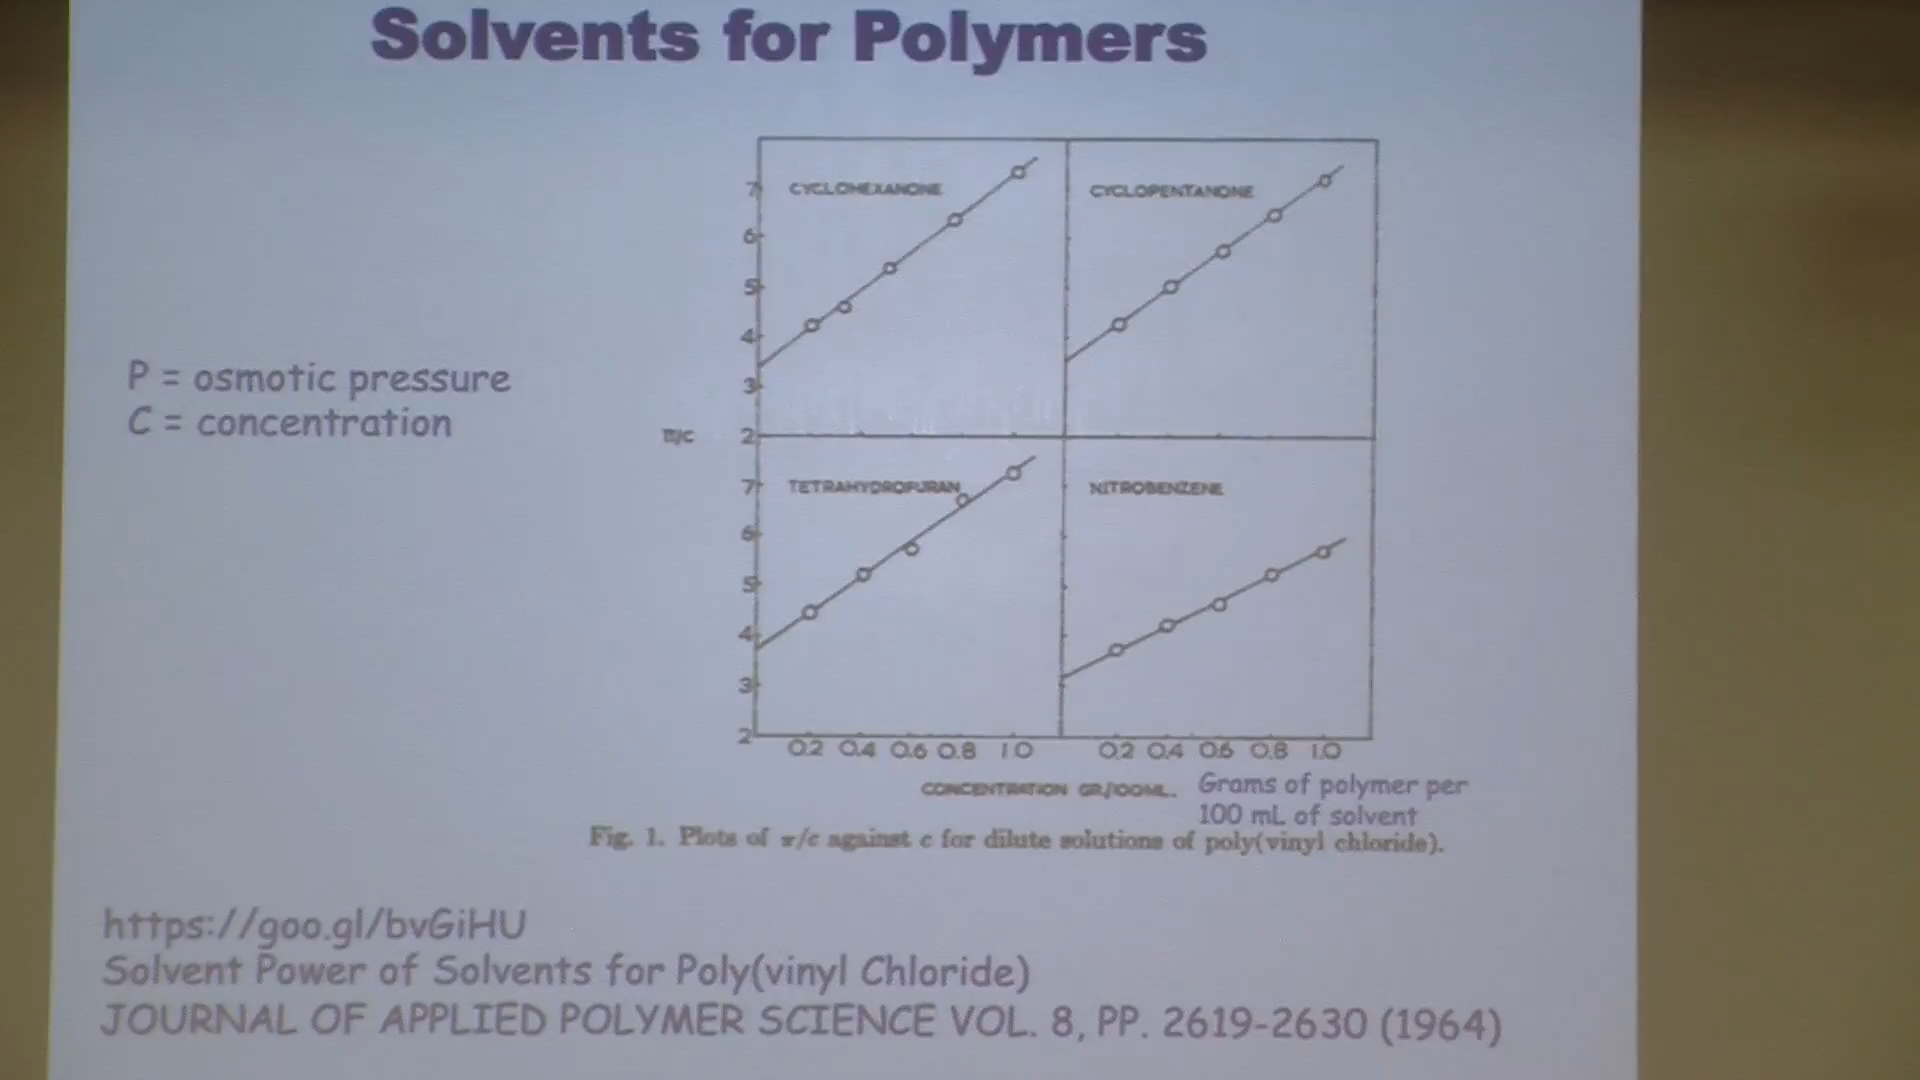 Solvents for Polymers
7
CYCLOHEXANONE
CYCLOPENTANONE
6
5
4
3
P = osmotic pressure
C = concentration
π/c
2
7
TETRAHYDROFURAN
NITROBENZENE
6
5
4
3
2
0.2 0.4 0.6 0.8 1.0
0.2 0.4 0.6 0.8 1.0
CONCENTRATION GR./100ML.
Grams of polymer per
100 mL of solvent
Fig. 1. Plots of π/c against c for dilute solutions of poly(vinyl chloride).
https://goo.gl/bvGiHU
Solvent Power of Solvents for Poly(vinyl Chloride)
JOURNAL OF APPLIED POLYMER SCIENCE VOL. 8, PP. 2619-2630 (1964)